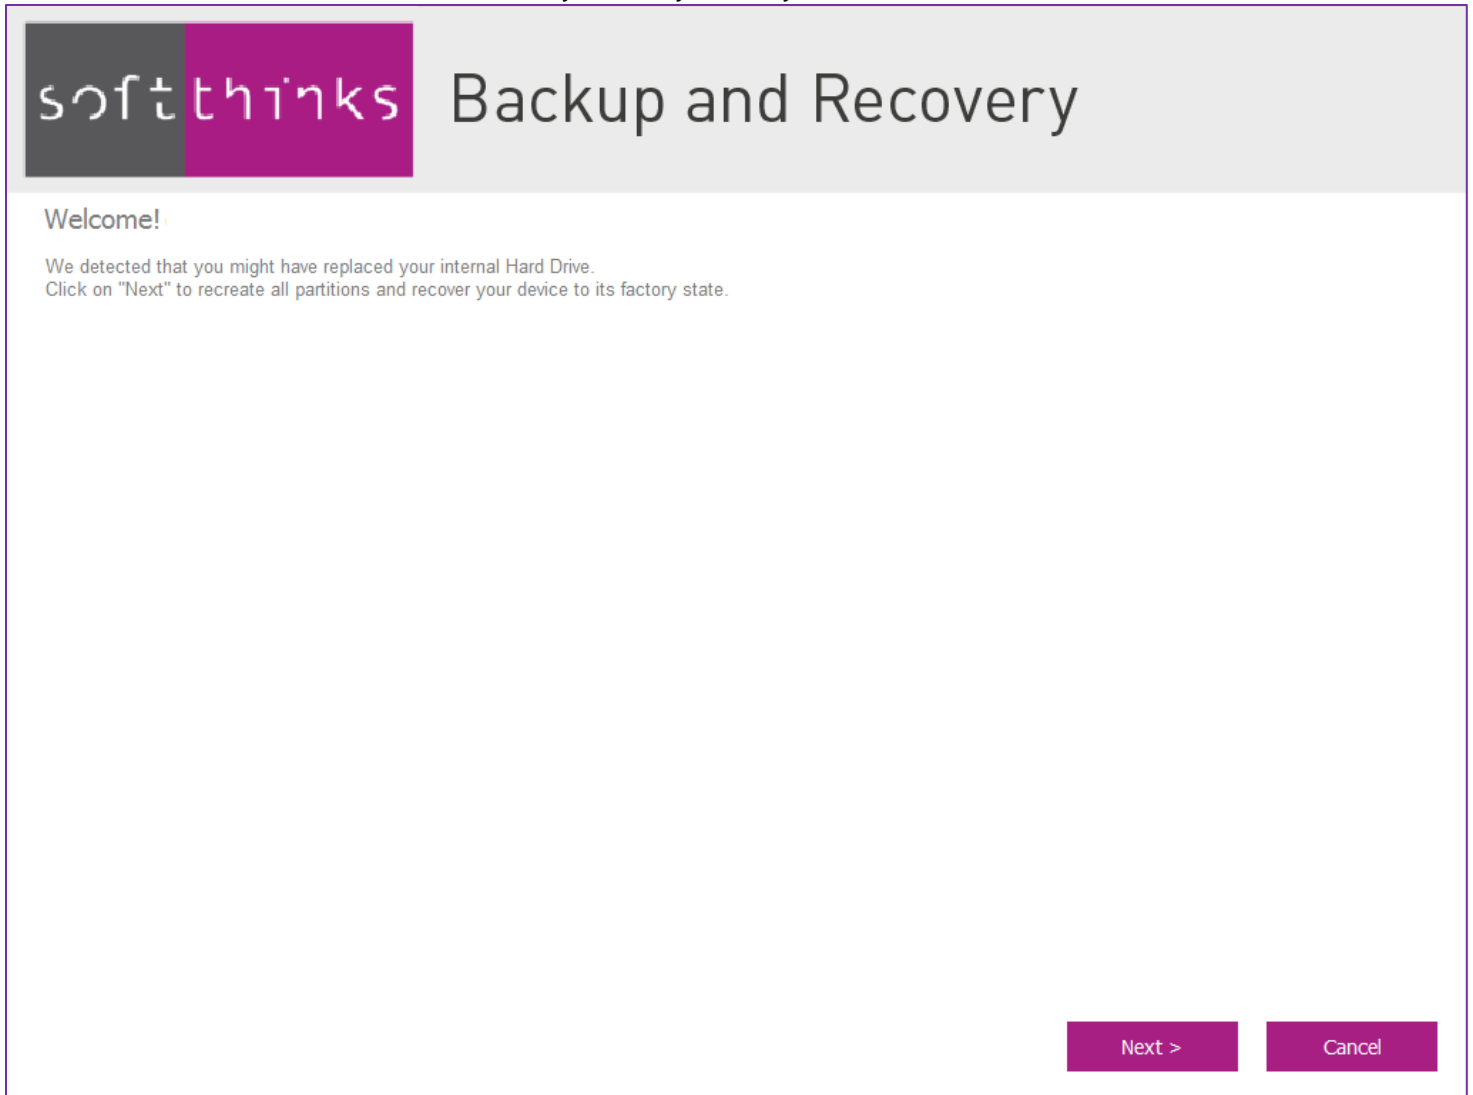 softthinks
Backup and Recovery
Welcome!
We detected that you might have replaced your internal Hard Drive.
Click on "Next" to recreate all partitions and recover your device to its factory state.
Next >
Cancel